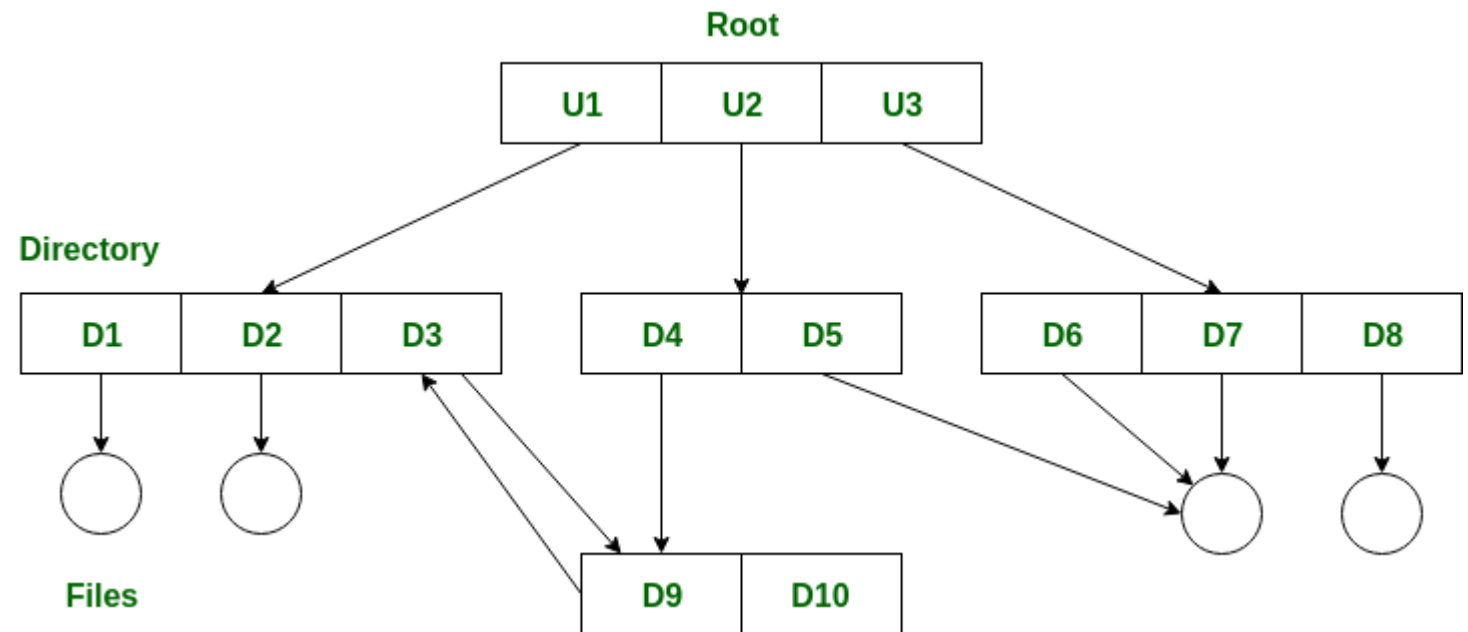 Root
U1 U2 U3
Directory
D1 D2 D3 D4 D5 D6 D7 D8
Files
D9 D10